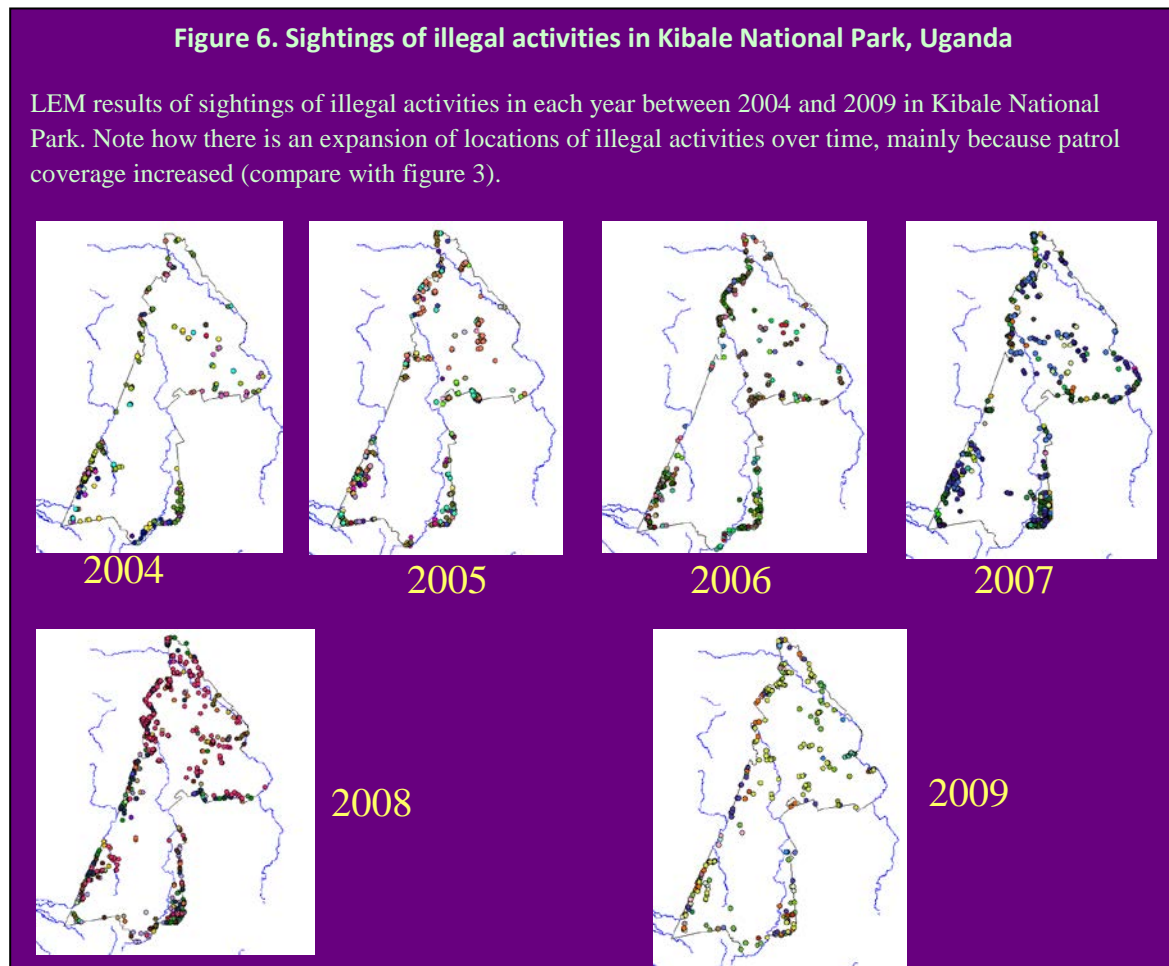 Figure 6. Sightings of illegal activities in Kibale National Park, Uganda
LEM results of sightings of illegal activities in each year between 2004 and 2009 in Kibale National
Park. Note how there is an expansion of locations of illegal activities over time, mainly because patrol
coverage increased (compare with figure 3).
2004
2005
2006
2007
2008
2009